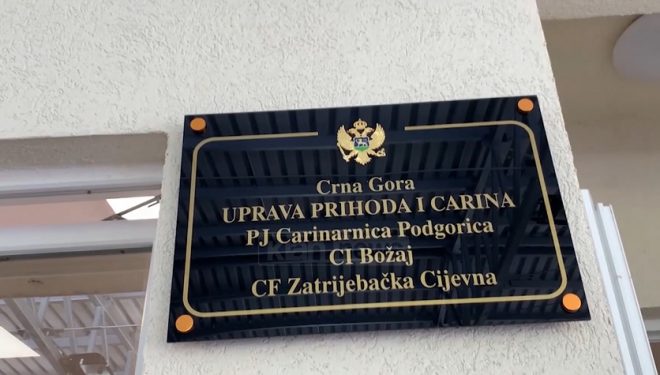 Crna Gora
UPRAVA PRIHODA I CARINA
PJ Carinarnica Podgorica
CI Božaj
CF Zatrijebačka Cijevna